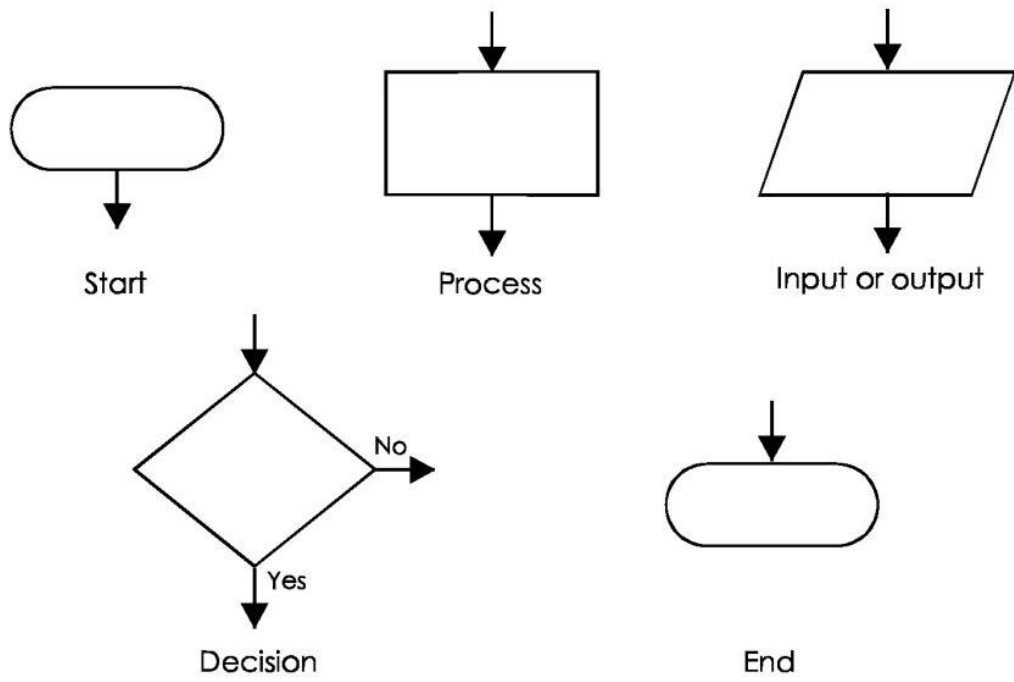 Start
Process
Input or output
No
Yes
Decision
End